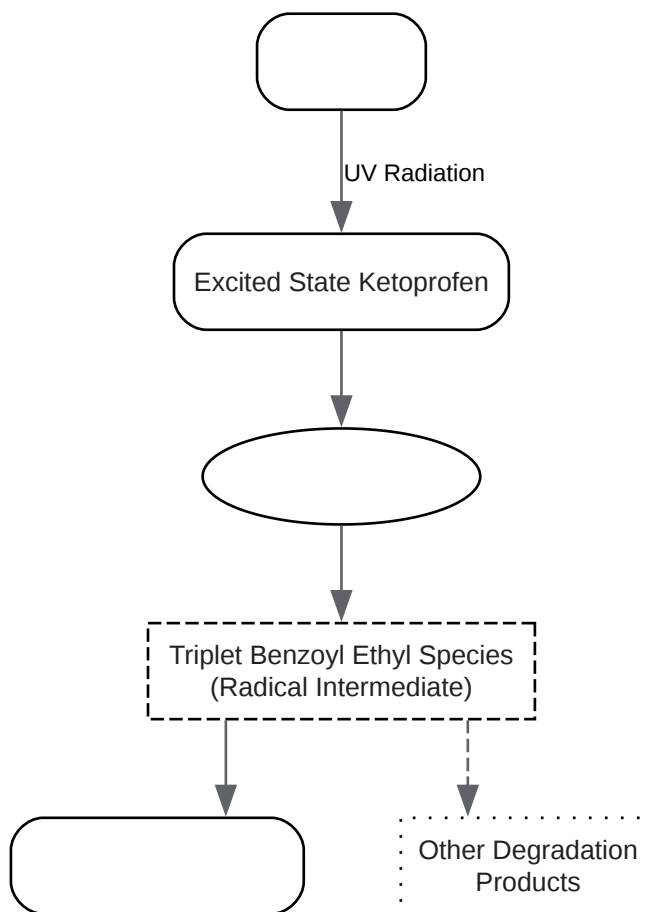 UV Radiation
Excited State Ketoprofen
Triplet Benzoyl Ethyl Species
(Radical Intermediate)
Other Degradation
Products